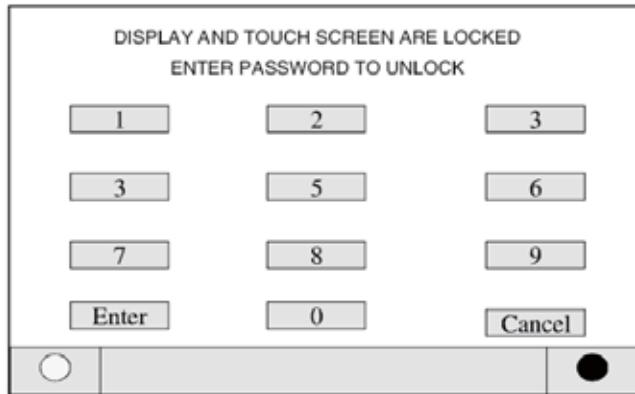 DISPLAY AND TOUCH SCREEN ARE LOCKED
ENTER PASSWORD TO UNLOCK
1 2 3
3 5 6
7 8 9
Enter 0 Cancel